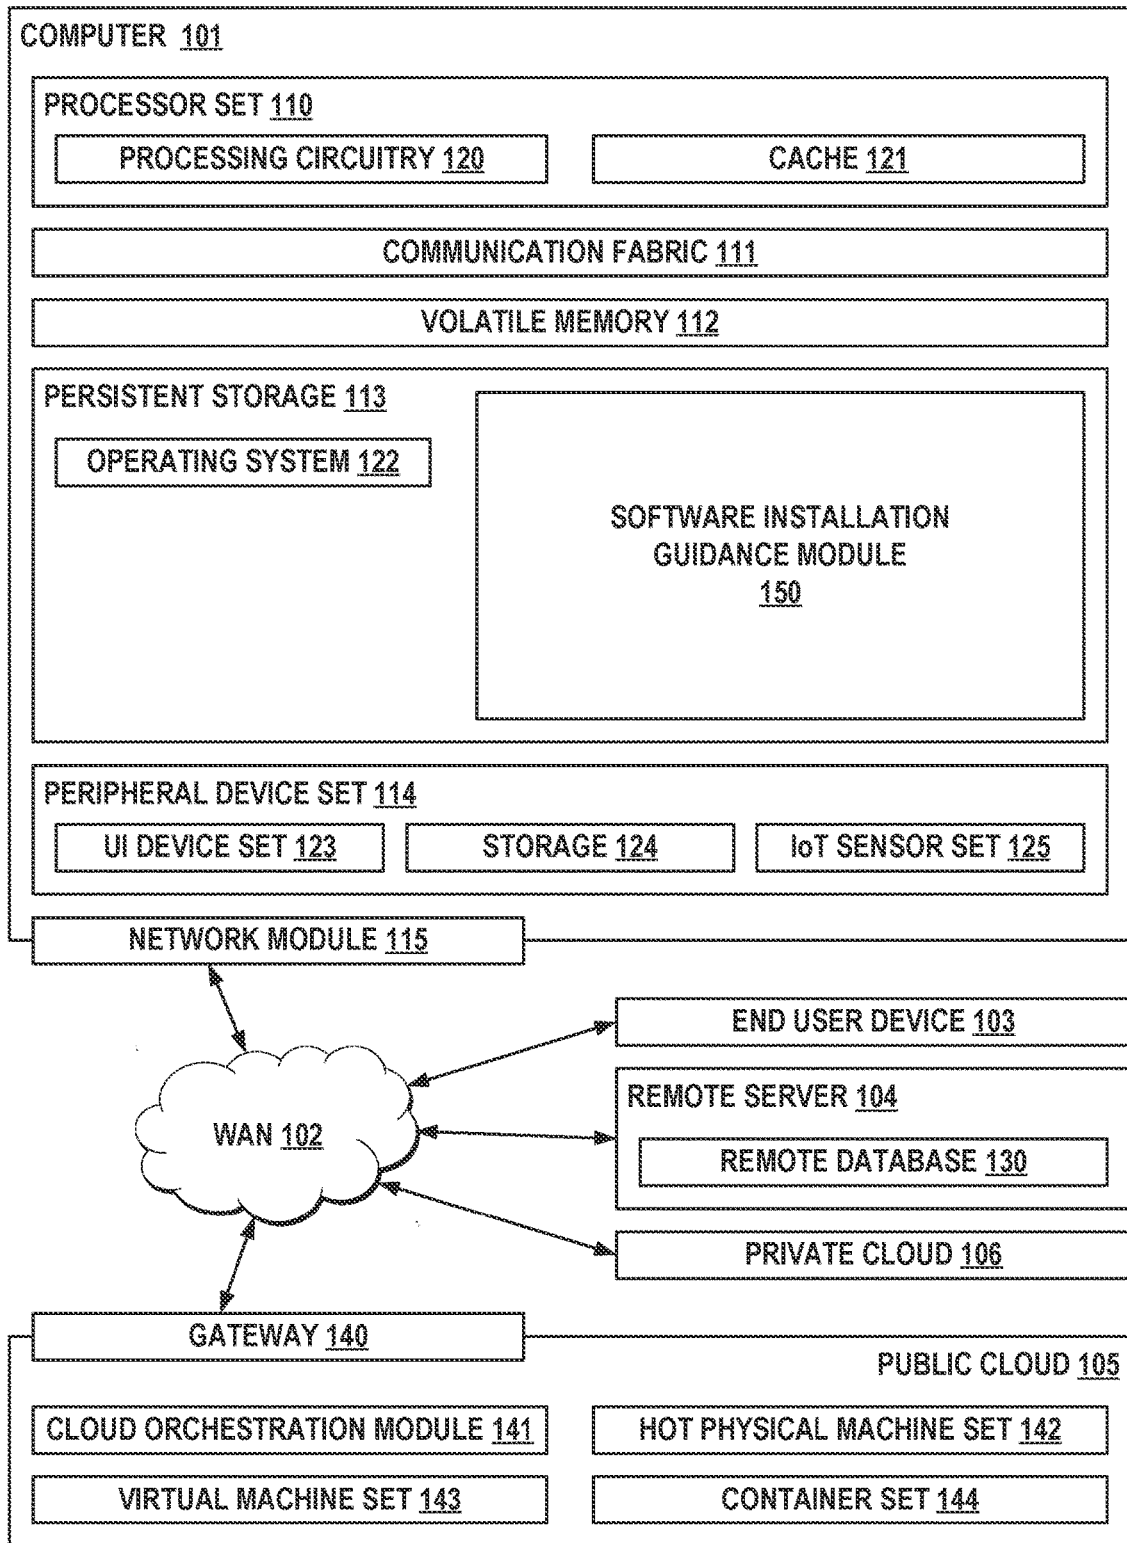 COMPUTER 101
PROCESSOR SET 110
PROCESSING CIRCUITRY 120
CACHE 121
COMMUNICATION FABRIC 111
VOLATILE MEMORY 112
PERSISTENT STORAGE 113
OPERATING SYSTEM 122
SOFTWARE INSTALLATION
GUIDANCE MODULE
150
PERIPHERAL DEVICE SET 114
UI DEVICE SET 123
STORAGE 124
IoT SENSOR SET 125
NETWORK MODULE 115
END USER DEVICE 103
REMOTE SERVER 104
WAN 102
REMOTE DATABASE 130
PRIVATE CLOUD 106
GATEWAY 140
PUBLIC CLOUD 105
CLOUD ORCHESTRATION MODULE 141
HOT PHYSICAL MACHINE SET 142
VIRTUAL MACHINE SET 143
CONTAINER SET 144